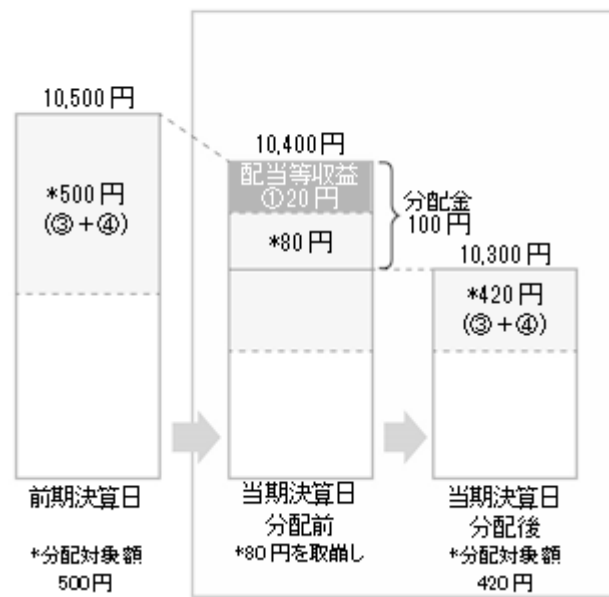 10,500円
*500円
(③+④)
前期決算日
*分配対象額
500円
10,400円
配当等収益
①20円
*80円
分配金
100円
当期決算日
分配前
*80円を取崩し
10,300円
*420円
(③+④)
当期決算日
分配後
*分配対象額
420円